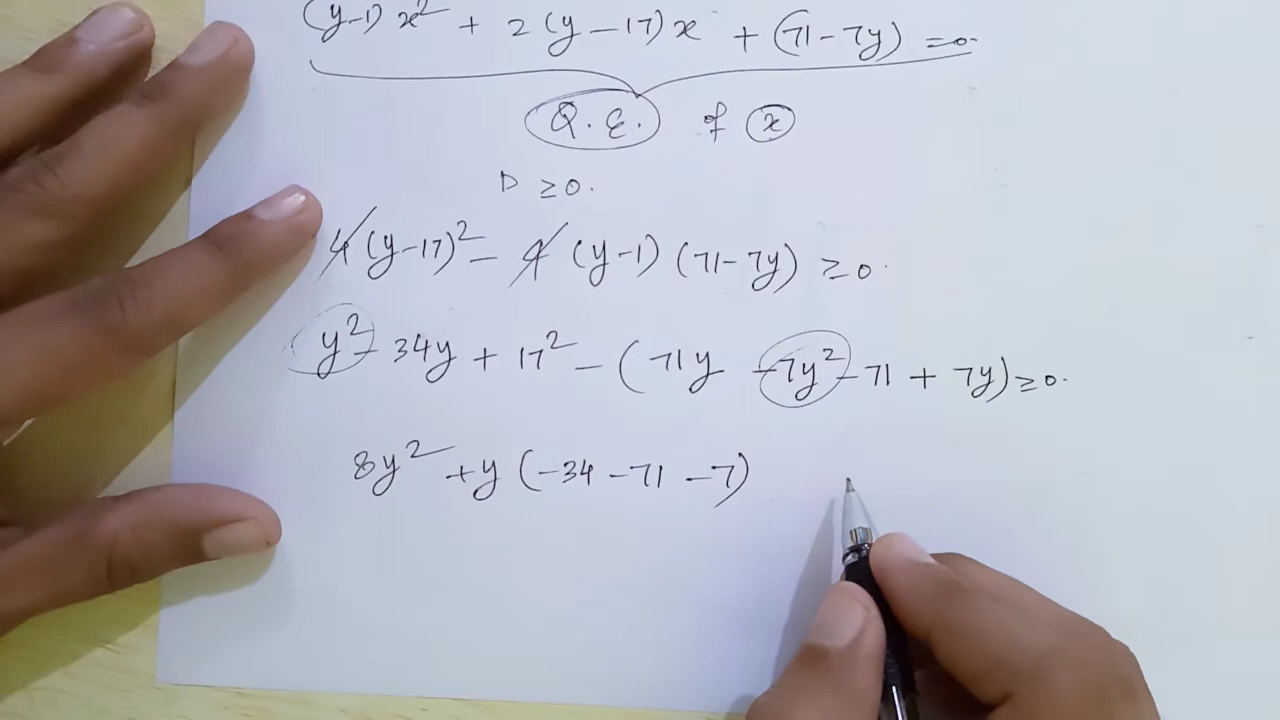 (y-1) x² + 2 (y-17) x + (71-7y) = 0.
Q.E. of x
D ≥ 0.
4 (y-17)² - 4 (y-1) (71-7y) ≥ 0.
y² - 34y + 17² - (71y - 7y² - 71 + 7y) ≥ 0.
8y² + y (-34 -71 -7)